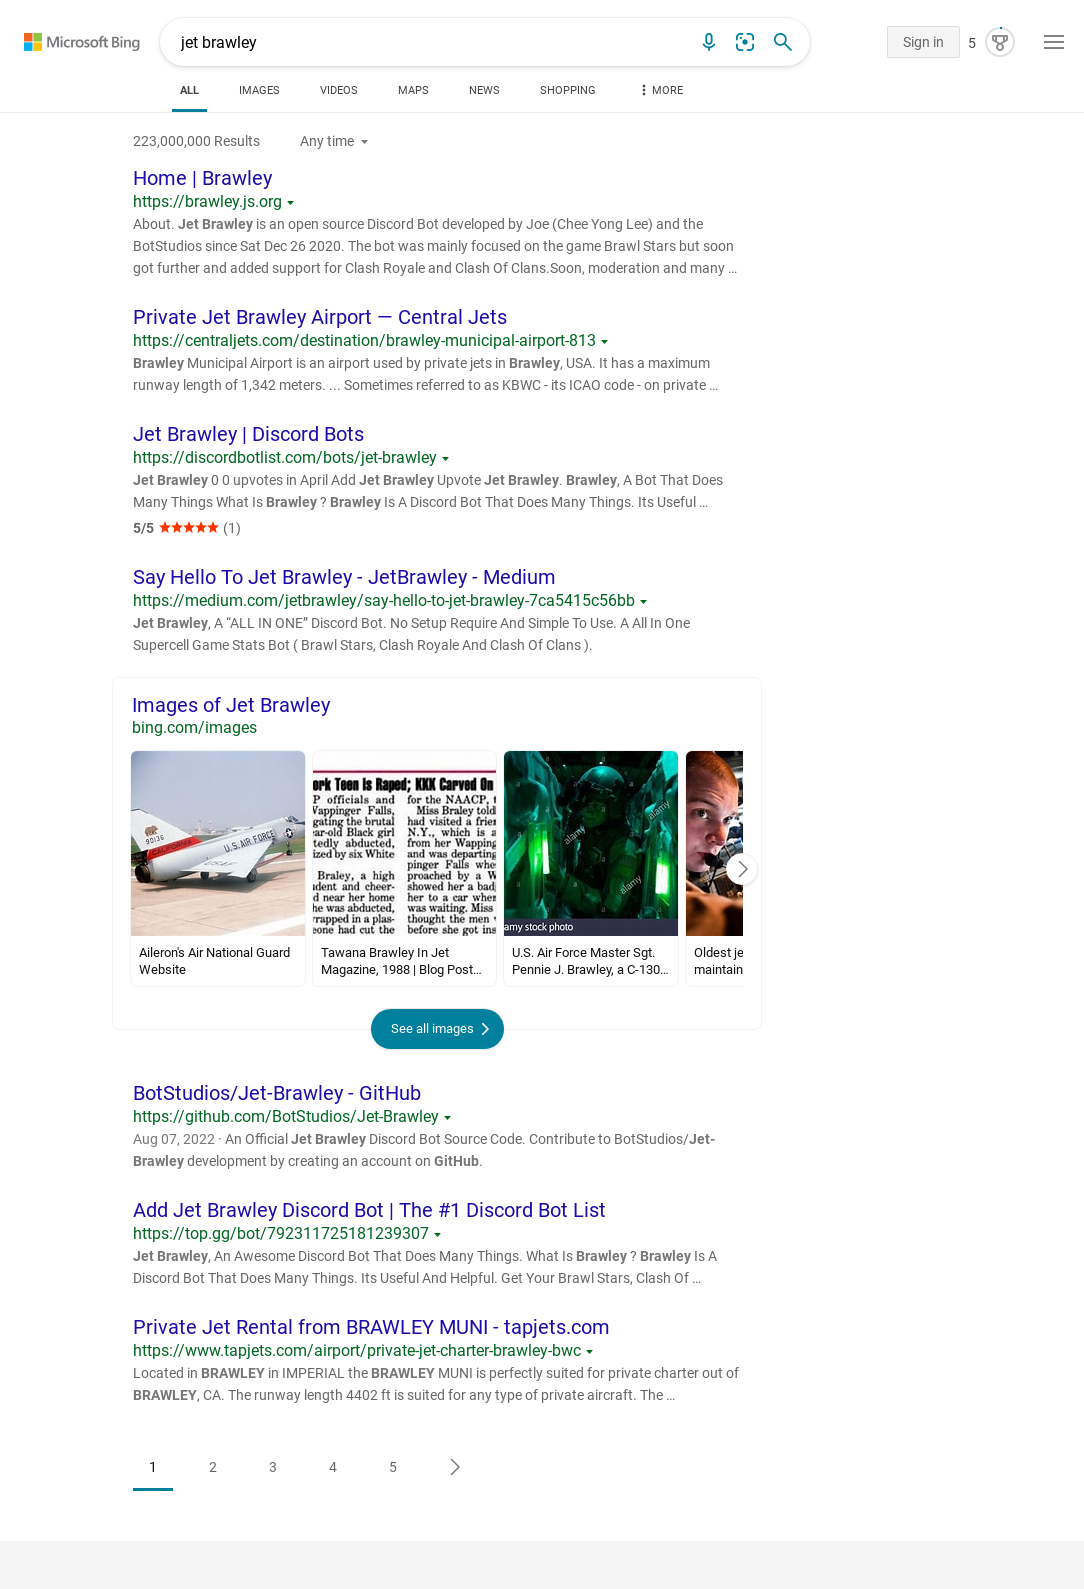 Microsoft Bing
jet brawley
Sign in
5
ALL
IMAGES
VIDEOS
MAPS
NEWS
SHOPPING
MORE
223,000,000 Results
Any time
Home | Brawley
https://brawley.js.org
About. Jet Brawley is an open source Discord Bot developed by Joe (Chee Yong Lee) and the
BotStudios since Sat Dec 26 2020. The bot was mainly focused on the game Brawl Stars but soon
got further and added support for Clash Royale and Clash Of Clans.Soon, moderation and many …
Private Jet Brawley Airport — Central Jets
https://centraljets.com/destination/brawley-municipal-airport-813
Brawley Municipal Airport is an airport used by private jets in Brawley, USA. It has a maximum
runway length of 1,342 meters. ... Sometimes referred to as KBWC - its ICAO code - on private …
Jet Brawley | Discord Bots
https://discordbotlist.com/bots/jet-brawley
Jet Brawley 0 0 upvotes in April Add Jet Brawley Upvote Jet Brawley. Brawley, A Bot That Does
Many Things What Is Brawley ? Brawley Is A Discord Bot That Does Many Things. Its Useful …
5/5 ★★★★★ (1)
Say Hello To Jet Brawley - JetBrawley - Medium
https://medium.com/jetbrawley/say-hello-to-jet-brawley-7ca5415c56bb
Jet Brawley, A “ALL IN ONE” Discord Bot. No Setup Require And Simple To Use. A All In One
Supercell Game Stats Bot ( Brawl Stars, Clash Royale And Clash Of Clans ).
Images of Jet Brawley
bing.com/images
90136
CALIFORNIA
U.S. AIR FORCE
USAF
ork Teen Is Raped; KKK Carved On
P officials and
Wappinger Falls,
gating the brutal
ear-old Black girl
tedly abducted,
ized by six White
Braley, a high
dent and cheer-
d near her home
he was abducted,
wrapped in a plas-
eone had cut the
for the NAACP, t
Miss Braley told
had visited a frie
N.Y., which is a
from her Wapping
and was departing
pinger Falls whe
proached by a W
showed her a bad
her to a car where
was waiting. Miss
thought the men
before she got ins
a
alamy
alamy
alamy
amy stock photo
Aileron's Air National Guard
Website
Tawana Brawley In Jet
Magazine, 1988 | Blog Post…
U.S. Air Force Master Sgt.
Pennie J. Brawley, a C-130…
Oldest je
maintain
See all images
BotStudios/Jet-Brawley - GitHub
https://github.com/BotStudios/Jet-Brawley
Aug 07, 2022 · An Official Jet Brawley Discord Bot Source Code. Contribute to BotStudios/Jet-
Brawley development by creating an account on GitHub.
Add Jet Brawley Discord Bot | The #1 Discord Bot List
https://top.gg/bot/792311725181239307
Jet Brawley, An Awesome Discord Bot That Does Many Things. What Is Brawley ? Brawley Is A
Discord Bot That Does Many Things. Its Useful And Helpful. Get Your Brawl Stars, Clash Of …
Private Jet Rental from BRAWLEY MUNI - tapjets.com
https://www.tapjets.com/airport/private-jet-charter-brawley-bwc
Located in BRAWLEY in IMPERIAL the BRAWLEY MUNI is perfectly suited for private charter out of
BRAWLEY, CA. The runway length 4402 ft is suited for any type of private aircraft. The …
1
2
3
4
5